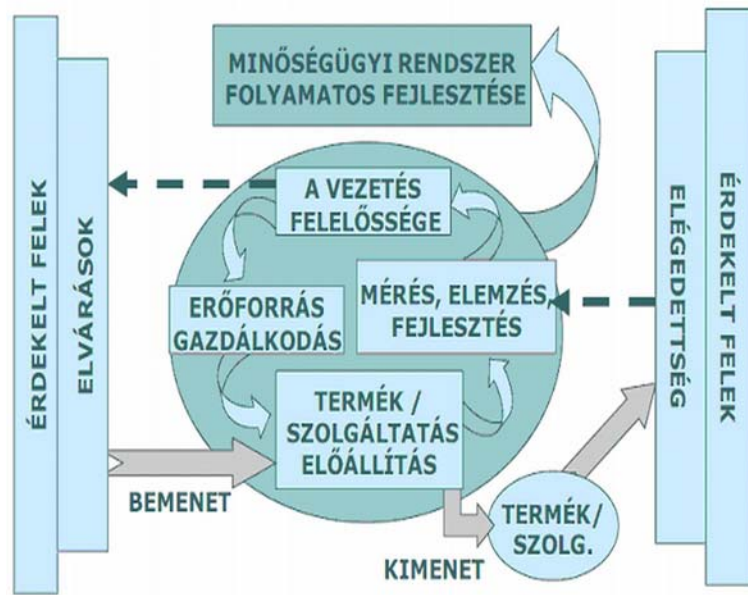 MINŐSÉGÜGYI RENDSZER
FOLYAMATOS FEJLESZTÉSE
ÉRDEKELT FELEK
ELVÁRÁSOK
A VEZETÉS
FELELŐSSÉGE
ERŐFORRÁS
GAZDÁLKODÁS
MÉRÉS, ELEMZÉS,
FEJLESZTÉS
TERMÉK /
SZOLGÁLTATÁS
ELŐÁLLÍTÁS
BEMENET
KIMENET
TERMÉK/
SZOLG.
ELÉGEDETTSÉG
ÉRDEKELT FELEK